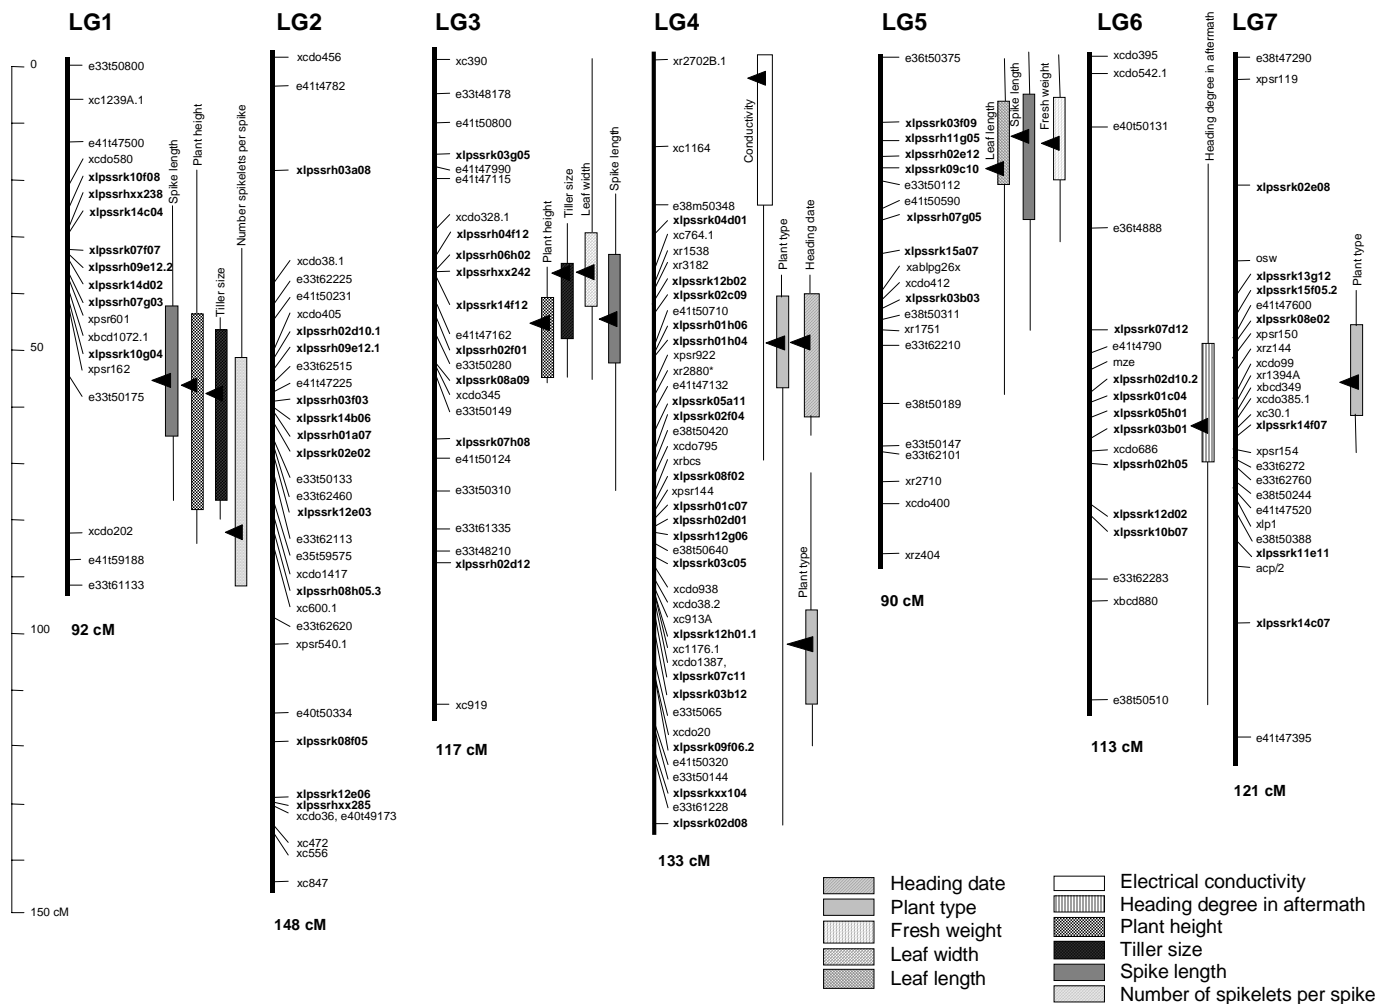 LG1
LG2
LG3
LG4
LG5
LG6
LG7
0
50
100
150 cM
e33t50800
xc1239A.1
e41t47500
xcdo580
xlpssrk10f08
xlpssrhxx238
xlpssrk14c04
xlpssrk07f07
xlpssrh09e12.2
xlpssrk14d02
xlpssrh07g03
xpsr601
xbcd1072.1
xlpssrk10g04
xpsr162
e33t50175
xcdo202
e41t59188
e33t61133
92 cM
Spike length
Plant height
Tiller size
Number spikelets per spike
xcdo456
e41t4782
xlpssrh03a08
xcdo38.1
e33t62225
e41t50231
xcdo405
xlpssrh02d10.1
xlpssrh09e12.1
e33t62515
e41t47225
xlpssrh03f03
xlpssrk14b06
xlpssrh01a07
xlpssrk02e02
e33t50133
e33t62460
xlpssrk12e03
e33t62113
e35t59575
xcdo1417
xlpssrh08h05.3
xc600.1
e33t62620
xpsr540.1
e40t50334
xlpssrk08f05
xlpssrk12e06
xlpssrhxx285
xcdo36, e40t49173
xc472
xc556
xc847
148 cM
xc390
e33t48178
e41t50800
xlpssrk03g05
e41t47990
e41t47115
xcdo328.1
xlpssrh04f12
xlpssrh06h02
xlpssrhxx242
xlpssrk14f12
e41t47162
xlpssrh02f01
e33t50280
xlpssrk08a09
xcdo345
e33t50149
xlpssrk07h08
e41t50124
e33t50310
e33t61335
e33t48210
xlpssrh02d12
xc919
117 cM
Plant height
Tiller size
Leaf width
Spike length
xr2702B.1
xc1164
e38m50348
xlpssrk04d01
xc764.1
xr1538
xr3182
xlpssrk12b02
xlpssrk02c09
e41t50710
xlpssrh01h06
xlpssrh01h04
xpsr922
xr2880*
e41t47132
xlpssrk05a11
xlpssrk02f04
e38t50420
xcdo795
xrbcs
xlpssrk08f02
xpsr144
xlpssrh01c07
xlpssrh02d01
xlpssrh12g06
e38t50640
xlpssrk03c05
xcdo938
xcdo38.2
xc913A
xlpssrk12h01.1
xc1176.1
xcdo1387,
xlpssrk07c11
xlpssrk03b12
e33t5065
xcdo20
xlpssrk09f06.2
e41t50320
e33t50144
xlpssrkxx104
e33t61228
xlpssrk02d08
133 cM
Conductivity
Plant type
Heading date
Plant type
e36t50375
xlpssrk03f09
xlpssrh11g05
xlpssrh02e12
xlpssrk09c10
e33t50112
e41t50590
xlpssrh07g05
xlpssrk15a07
xablpg26x
xcdo412
xlpssrk03b03
e38t50311
xr1751
e33t62210
e38t50189
e33t50147
e33t62101
xr2710
xcdo400
xrz404
90 cM
Leaf length
Spike length
Fresh weight
xcdo395
xcdo542.1
e40t50131
e36t4888
xlpssrk07d12
e41t4790
mze
xlpssrh02d10.2
xlpssrk01c04
xlpssrk05h01
xlpssrk03b01
xcdo686
xlpssrh02h05
xlpssrk12d02
xlpssrk10b07
e33t62283
xbcd880
e38t50510
113 cM
Heading degree in aftermath
e38t47290
xpsr119
xlpssrk02e08
osw
xlpssrk13g12
xlpssrk15f05.2
e41t47600
xlpssrk08e02
xpsr150
xrz144
xcdo99
xr1394A
xbcd349
xcdo385.1
xc30.1
xlpssrk14f07
xpsr154
e33t6272
e33t62760
e38t50244
e41t47520
xlp1
e38t50388
xlpssrk11e11
acp/2
xlpssrk14c07
e41t47395
121 cM
Plant type
Heading date
Plant type
Fresh weight
Leaf width
Leaf length
Electrical conductivity
Heading degree in aftermath
Plant height
Tiller size
Spike length
Number of spikelets per spike